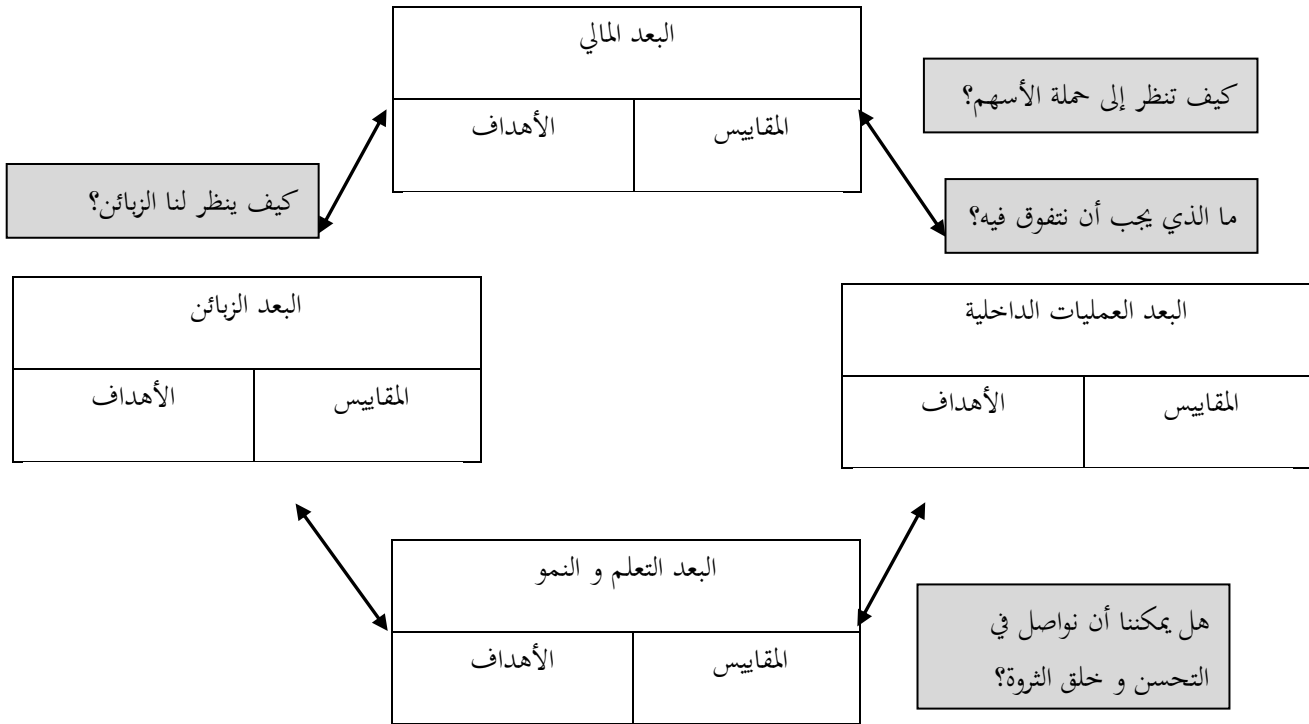 البعد المالي
المقاييس
الأهداف
كيف تنظر إلى حملة الأسهم؟
ما الذي يجب أن نتفوق فيه؟
كيف ينظر لنا الزبائن؟
البعد العمليات الداخلية
المقاييس
الأهداف
البعد الزبائن
المقاييس
الأهداف
البعد التعلم و النمو
المقاييس
الأهداف
هل يمكننا أن نواصل في
التحسن و خلق الثروة؟